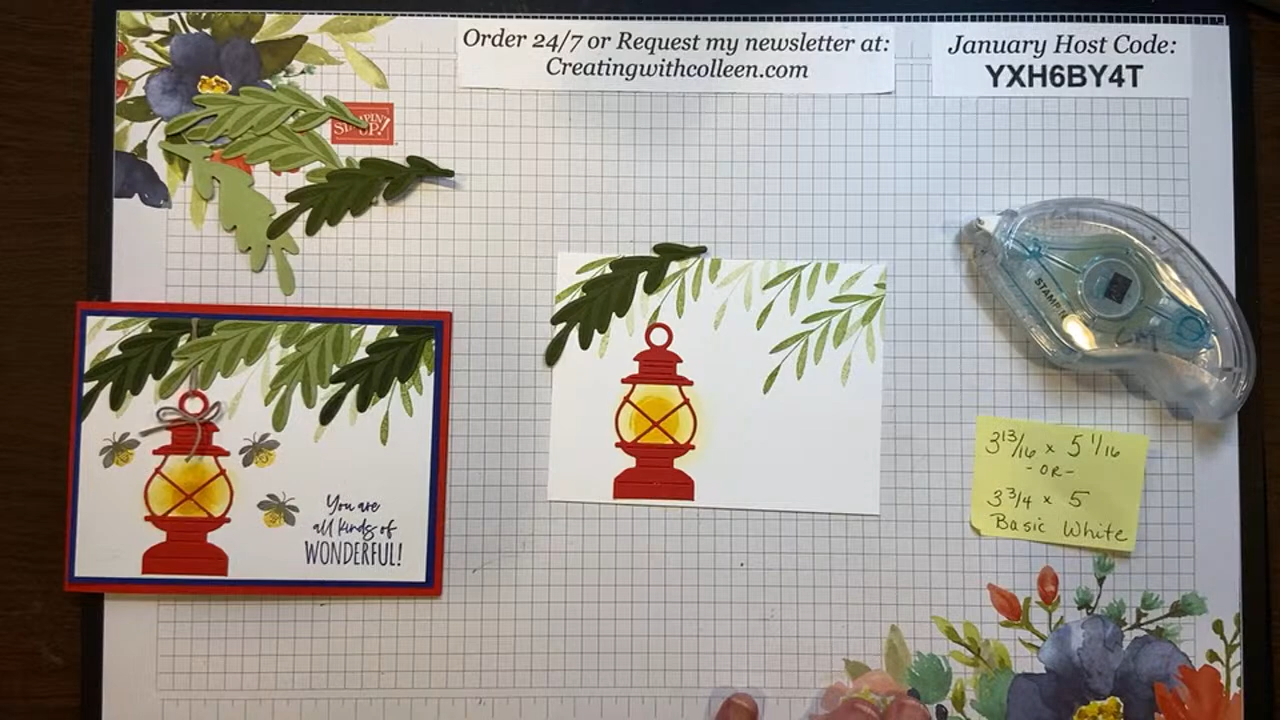 Order 24/7 or Request my newsletter at:
Creatingwithcolleen.com
January Host Code:
YXH6BY4T
STAMPIN'
UP!
You are
all kinds of
WONDERFUL!
3 13/16 x 5 1/16
- OR -
3 3/4 x 5
Basic White
STAMPIN